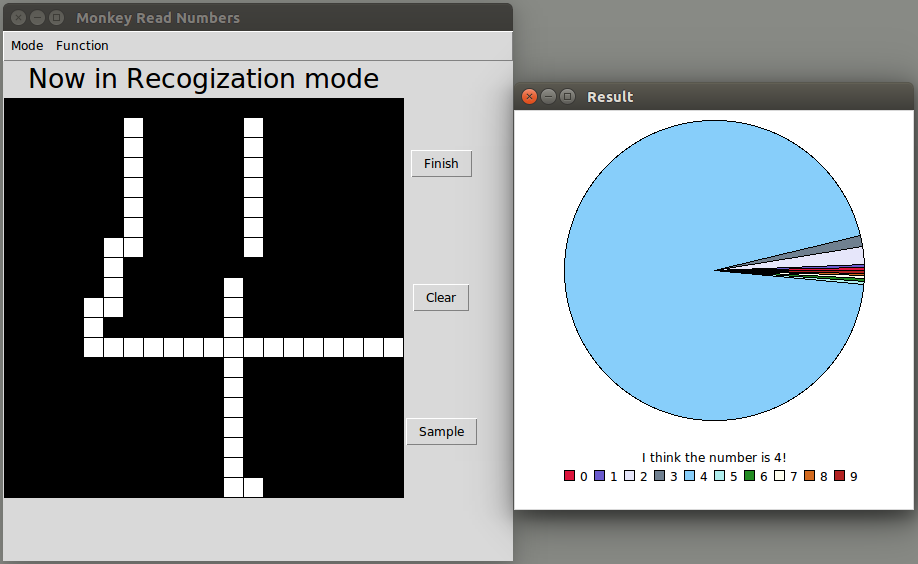 Monkey Read Numbers
Mode Function
Now in Recogization mode
Finish
Clear
Sample
Result
I think the number is 4!
0 1 2 3 4 5 6 7 8 9